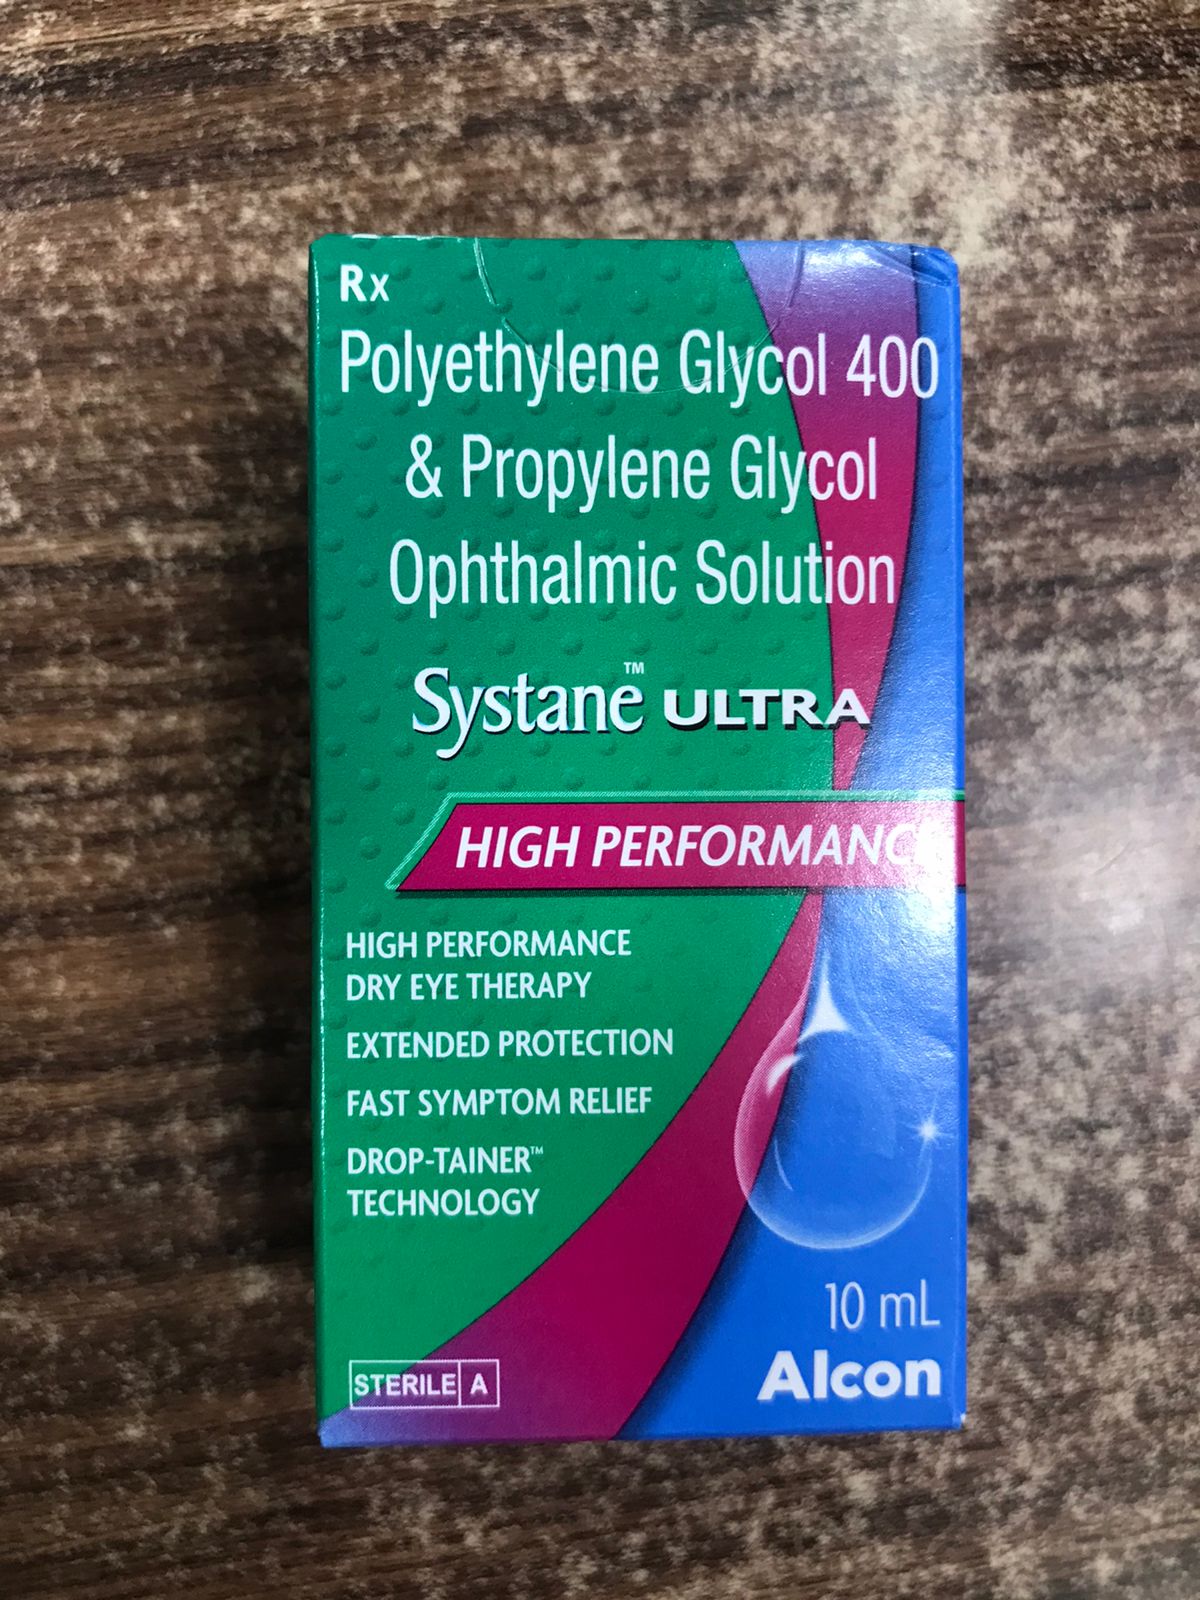 Rx
Polyethylene Glycol 400
& Propylene Glycol
Ophthalmic Solution
Systane™ ULTRA
HIGH PERFORMANCE
HIGH PERFORMANCE
DRY EYE THERAPY
EXTENDED PROTECTION
FAST SYMPTOM RELIEF
DROP-TAINER™
TECHNOLOGY
10 mL
STERILE A
Alcon